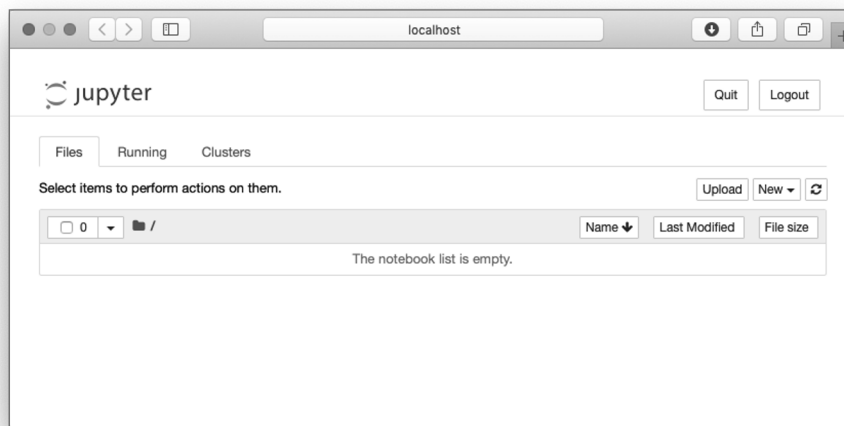 localhost
jupyter
Quit Logout
Files Running Clusters
Select items to perform actions on them.
Upload New
0 / Name Last Modified File size
The notebook list is empty.